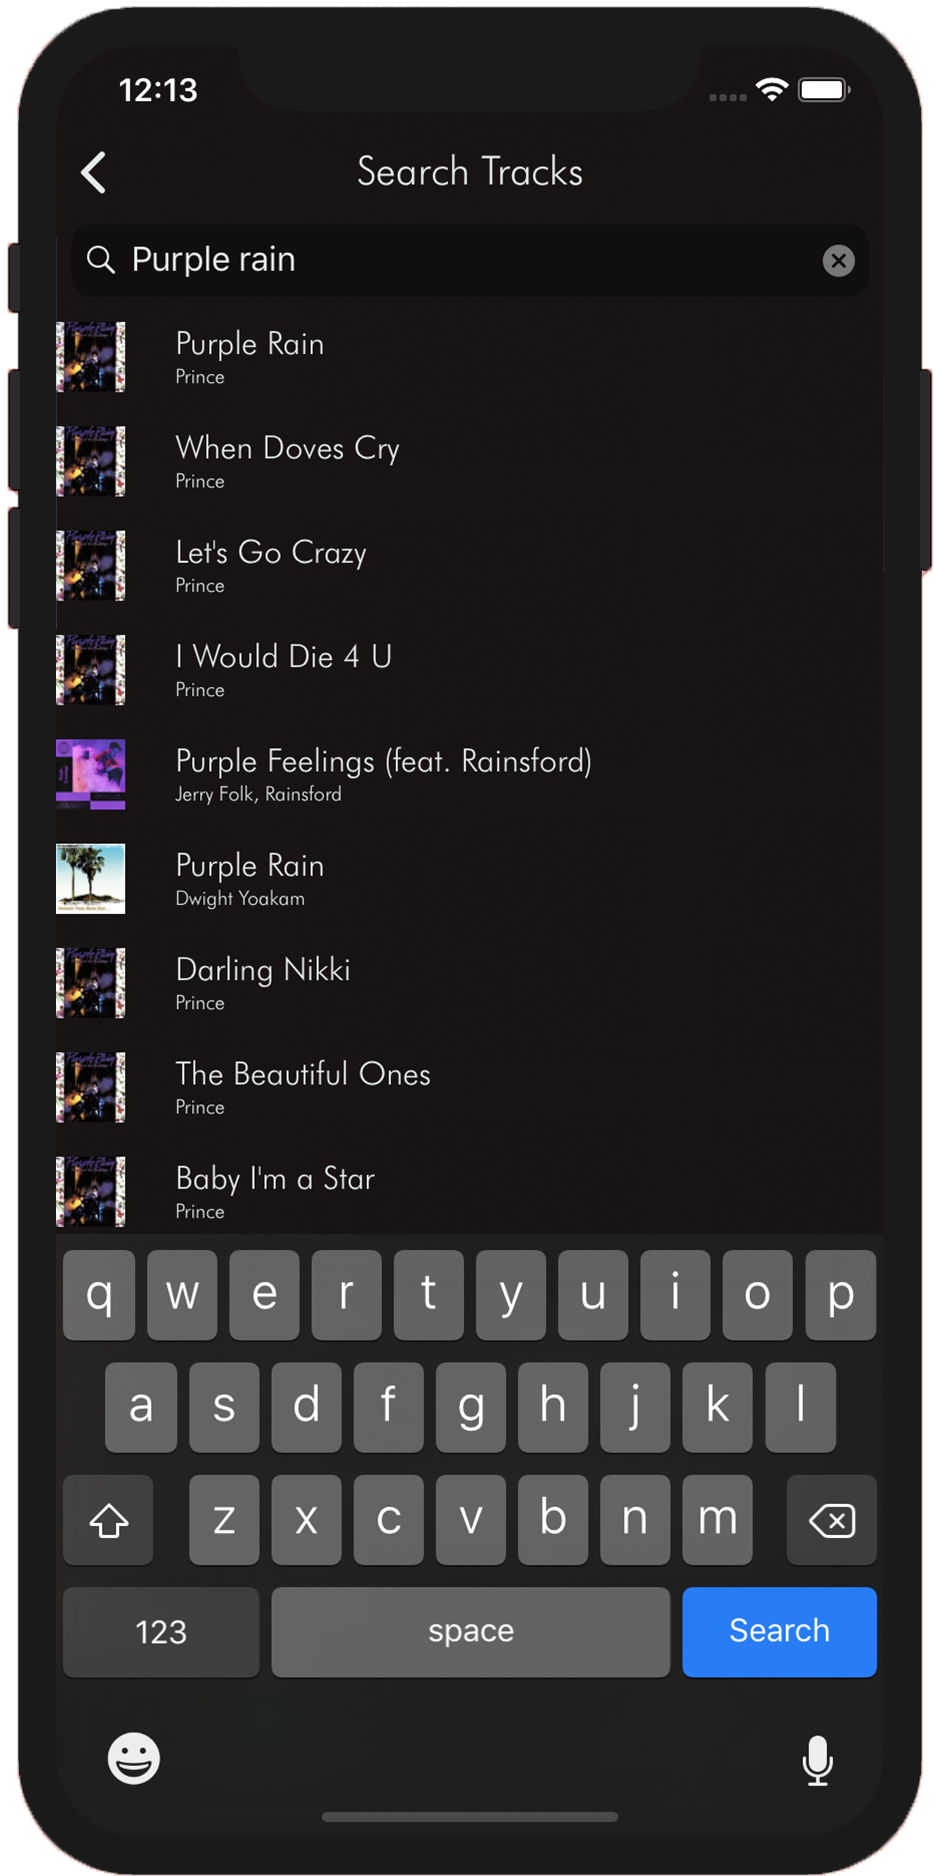 12:13
Search Tracks
Purple rain
Purple Rain
Prince
When Doves Cry
Prince
Let's Go Crazy
Prince
I Would Die 4 U
Prince
Purple Feelings (feat. Rainsford)
Jerry Folk, Rainsford
Purple Rain
Dwight Yoakam
Darling Nikki
Prince
The Beautiful Ones
Prince
Baby I'm a Star
Prince
q w e r t y u i o p
a s d f g h j k l
z x c v b n m
123 space Search